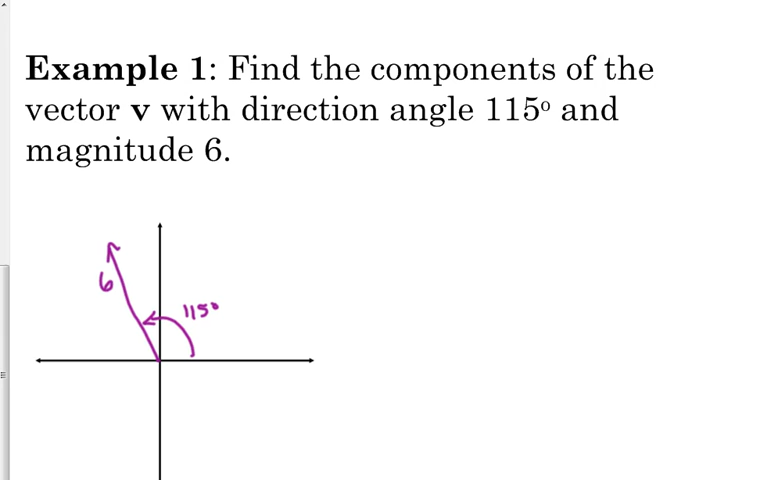 Example 1: Find the components of the
vector v with direction angle 115° and
magnitude 6.
6
115°